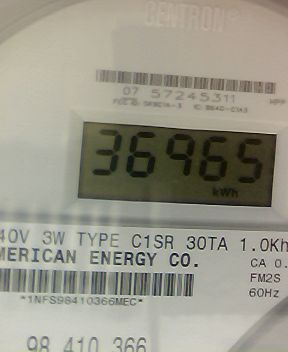 CENTRON®
07 57245311
36965
kWh
40V 3W TYPE C1SR 30TA 1.0Kh
MERICAN ENERGY CO.
CA 0.
FM2S
60Hz
*1NFS98410366MEC*
98 410 366